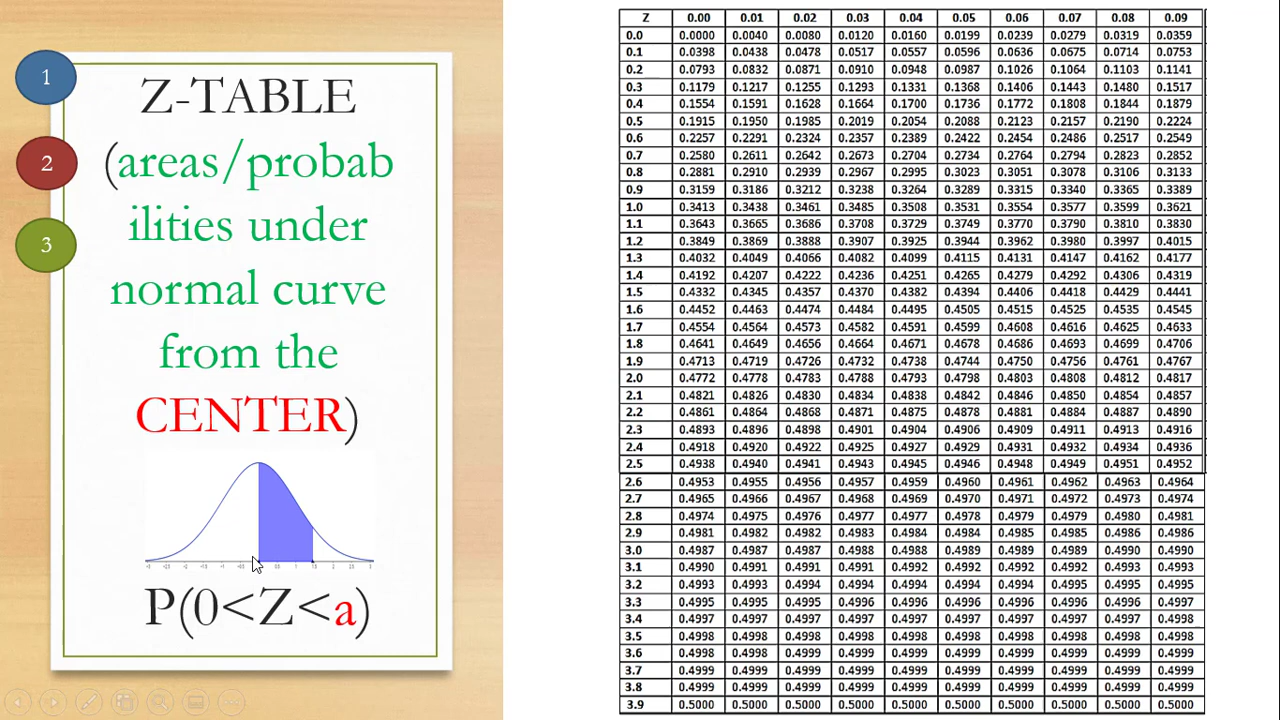 1
2
3
Z-TABLE
(areas/probab
ilities under
normal curve
from the
CENTER)
P(0<Z<a)
Z 0.00 0.01 0.02 0.03 0.04 0.05 0.06 0.07 0.08 0.09
0.0 0.0000 0.0040 0.0080 0.0120 0.0160 0.0199 0.0239 0.0279 0.0319 0.0359
0.1 0.0398 0.0438 0.0478 0.0517 0.0557 0.0596 0.0636 0.0675 0.0714 0.0753
0.2 0.0793 0.0832 0.0871 0.0910 0.0948 0.0987 0.1026 0.1064 0.1103 0.1141
0.3 0.1179 0.1217 0.1255 0.1293 0.1331 0.1368 0.1406 0.1443 0.1480 0.1517
0.4 0.1554 0.1591 0.1628 0.1664 0.1700 0.1736 0.1772 0.1808 0.1844 0.1879
0.5 0.1915 0.1950 0.1985 0.2019 0.2054 0.2088 0.2123 0.2157 0.2190 0.2224
0.6 0.2257 0.2291 0.2324 0.2357 0.2389 0.2422 0.2454 0.2486 0.2517 0.2549
0.7 0.2580 0.2611 0.2642 0.2673 0.2704 0.2734 0.2764 0.2794 0.2823 0.2852
0.8 0.2881 0.2910 0.2939 0.2967 0.2995 0.3023 0.3051 0.3078 0.3106 0.3133
0.9 0.3159 0.3186 0.3212 0.3238 0.3264 0.3289 0.3315 0.3340 0.3365 0.3389
1.0 0.3413 0.3438 0.3461 0.3485 0.3508 0.3531 0.3554 0.3577 0.3599 0.3621
1.1 0.3643 0.3665 0.3686 0.3708 0.3729 0.3749 0.3770 0.3790 0.3810 0.3830
1.2 0.3849 0.3869 0.3888 0.3907 0.3925 0.3944 0.3962 0.3980 0.3997 0.4015
1.3 0.4032 0.4049 0.4066 0.4082 0.4099 0.4115 0.4131 0.4147 0.4162 0.4177
1.4 0.4192 0.4207 0.4222 0.4236 0.4251 0.4265 0.4279 0.4292 0.4306 0.4319
1.5 0.4332 0.4345 0.4357 0.4370 0.4382 0.4394 0.4406 0.4418 0.4429 0.4441
1.6 0.4452 0.4463 0.4474 0.4484 0.4495 0.4505 0.4515 0.4525 0.4535 0.4545
1.7 0.4554 0.4564 0.4573 0.4582 0.4591 0.4599 0.4608 0.4616 0.4625 0.4633
1.8 0.4641 0.4649 0.4656 0.4664 0.4671 0.4678 0.4686 0.4693 0.4699 0.4706
1.9 0.4713 0.4719 0.4726 0.4732 0.4738 0.4744 0.4750 0.4756 0.4761 0.4767
2.0 0.4772 0.4778 0.4783 0.4788 0.4793 0.4798 0.4803 0.4808 0.4812 0.4817
2.1 0.4821 0.4826 0.4830 0.4834 0.4838 0.4842 0.4846 0.4850 0.4854 0.4857
2.2 0.4861 0.4864 0.4868 0.4871 0.4875 0.4878 0.4881 0.4884 0.4887 0.4890
2.3 0.4893 0.4896 0.4898 0.4901 0.4904 0.4906 0.4909 0.4911 0.4913 0.4916
2.4 0.4918 0.4920 0.4922 0.4925 0.4927 0.4929 0.4931 0.4932 0.4934 0.4936
2.5 0.4938 0.4940 0.4941 0.4943 0.4945 0.4946 0.4948 0.4949 0.4951 0.4952
2.6 0.4953 0.4955 0.4956 0.4957 0.4959 0.4960 0.4961 0.4962 0.4963 0.4964
2.7 0.4965 0.4966 0.4967 0.4968 0.4969 0.4970 0.4971 0.4972 0.4973 0.4974
2.8 0.4974 0.4975 0.4976 0.4977 0.4977 0.4978 0.4979 0.4979 0.4980 0.4981
2.9 0.4981 0.4982 0.4982 0.4983 0.4984 0.4984 0.4985 0.4985 0.4986 0.4986
3.0 0.4987 0.4987 0.4987 0.4988 0.4988 0.4989 0.4989 0.4989 0.4990 0.4990
3.1 0.4990 0.4991 0.4991 0.4991 0.4992 0.4992 0.4992 0.4992 0.4993 0.4993
3.2 0.4993 0.4993 0.4994 0.4994 0.4994 0.4994 0.4994 0.4995 0.4995 0.4995
3.3 0.4995 0.4995 0.4995 0.4996 0.4996 0.4996 0.4996 0.4996 0.4996 0.4997
3.4 0.4997 0.4997 0.4997 0.4997 0.4997 0.4997 0.4997 0.4997 0.4997 0.4998
3.5 0.4998 0.4998 0.4998 0.4998 0.4998 0.4998 0.4998 0.4998 0.4998 0.4998
3.6 0.4998 0.4998 0.4999 0.4999 0.4999 0.4999 0.4999 0.4999 0.4999 0.4999
3.7 0.4999 0.4999 0.4999 0.4999 0.4999 0.4999 0.4999 0.4999 0.4999 0.4999
3.8 0.4999 0.4999 0.4999 0.4999 0.4999 0.4999 0.4999 0.4999 0.4999 0.4999
3.9 0.5000 0.5000 0.5000 0.5000 0.5000 0.5000 0.5000 0.5000 0.5000 0.5000